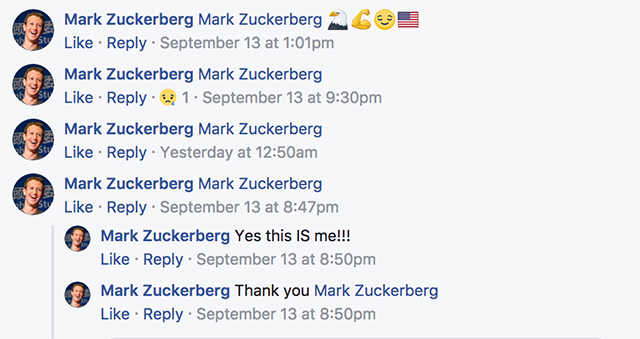 Mark Zuckerberg Mark Zuckerberg 🦅💪😏🇺🇸
Like · Reply · September 13 at 1:01pm
Mark Zuckerberg Mark Zuckerberg
Like · Reply · 😢 1 · September 13 at 9:30pm
Mark Zuckerberg Mark Zuckerberg
Like · Reply · Yesterday at 12:50am
Mark Zuckerberg Mark Zuckerberg
Like · Reply · September 13 at 8:47pm
Mark Zuckerberg Yes this IS me!!!
Like · Reply · September 13 at 8:50pm
Mark Zuckerberg Thank you Mark Zuckerberg
Like · Reply · September 13 at 8:50pm